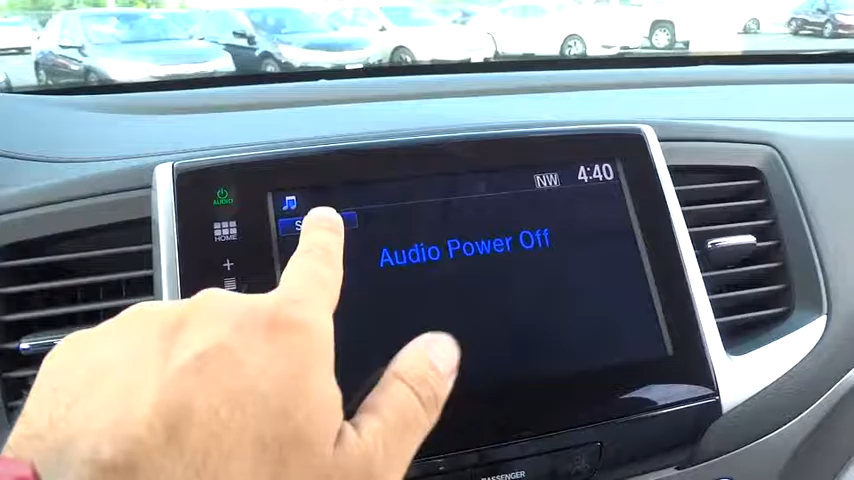 AUDIO
NW 4:40
HOME
Audio Power Off
+
PASSENGER